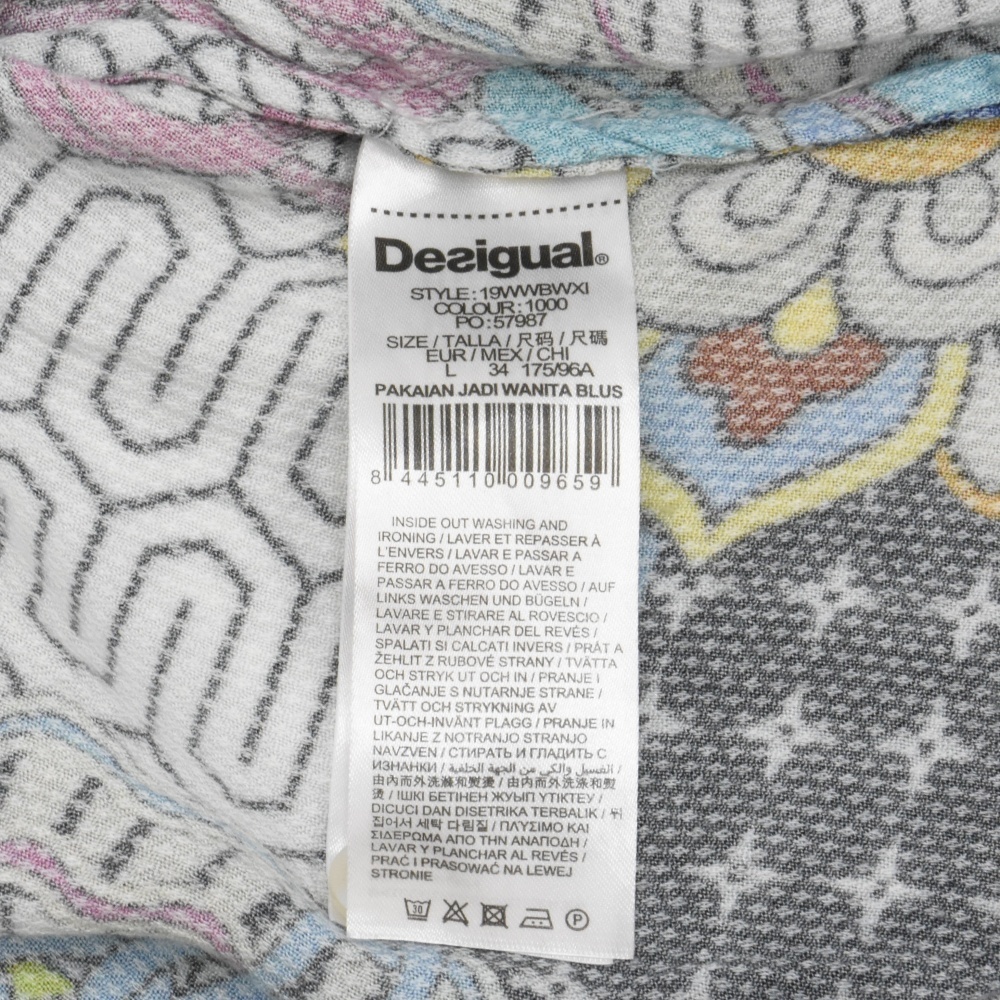 Desigual®
STYLE:19WWBWXI
COLOUR:1000
PO:57987
SIZE / TALLA / 尺码 / 尺碼
EUR / MEX / CHI
L 34 175/96A
PAKAIAN JADI WANITA BLUS
8 445110 009659
INSIDE OUT WASHING AND
IRONING / LAVER ET REPASSER À
L'ENVERS / LAVAR E PASSAR A
FERRO DO AVESSO / LAVAR E
PASSAR A FERRO DO AVESSO / AUF
LINKS WASCHEN UND BÜGELN /
LAVARE E STIRARE AL ROVESCIO /
LAVAR Y PLANCHAR DEL REVÉS /
SPALATI SI CALCATI INVERS / PRÁT A
ŽEHLIT Z RUBOVÉ STRANY / TVÄTTA
OCH STRYK UT OCH IN / PRANJE I
GLAČANJE S NUTARNJE STRANE /
TVÄTT OCH STRYKNING AV
UT-OCH-INVÄNT PLAGG / PRANJE IN
LIKANJE Z NOTRANJO STRANJO
NAVZVEN / СТИРАТЬ И ГЛАДИТЬ С
ИЗНАНКИ / الغسيل والكي من الجهة الخلفية /
由內而外洗滌和熨燙 / 由内而外洗涤和熨
烫 / ІШКІ БЕТІНЕН ЖУЫП ҮТІКТЕУ /
DICUCI DAN DISETRIKA TERBALIK / 뒤
집어서 세탁 다림질 / ΠΛΥΣΙΜΟ ΚΑΙ
ΣΙΔΕΡΩΜΑ ΑΠΟ ΤΗΝ ΑΝΑΠΟΔΗ /
LAVAR Y PLANCHAR AL REVÉS /
PRAĆ I PRASOWAĆ NA LEWEJ
STRONIE
30 P